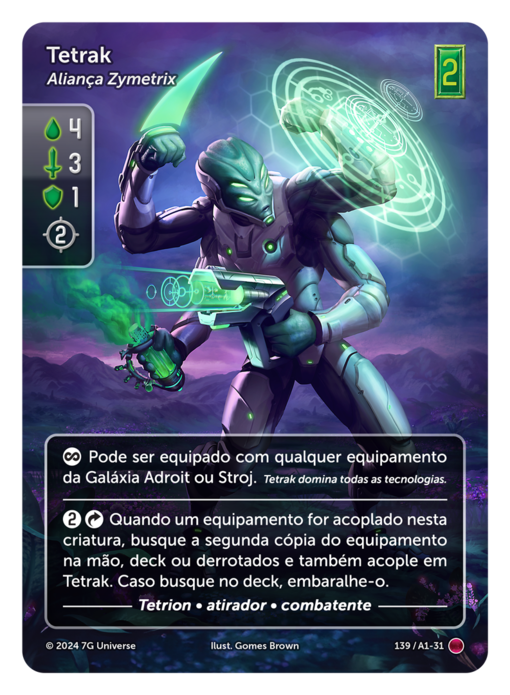 Tetrak
Aliança Zymetrix
2
4
3
1
2
Pode ser equipado com qualquer equipamento
da Galáxia Adroit ou Stroj. Tetrak domina todas as tecnologias.
2 Quando um equipamento for acoplado nesta
criatura, busque a segunda cópia do equipamento
na mão, deck ou derrotados e também acople em
Tetrak. Caso busque no deck, embaralhe-o.
Tetrion • atirador • combatente
© 2024 7G Universe Ilust. Gomes Brown 139 / A1-31